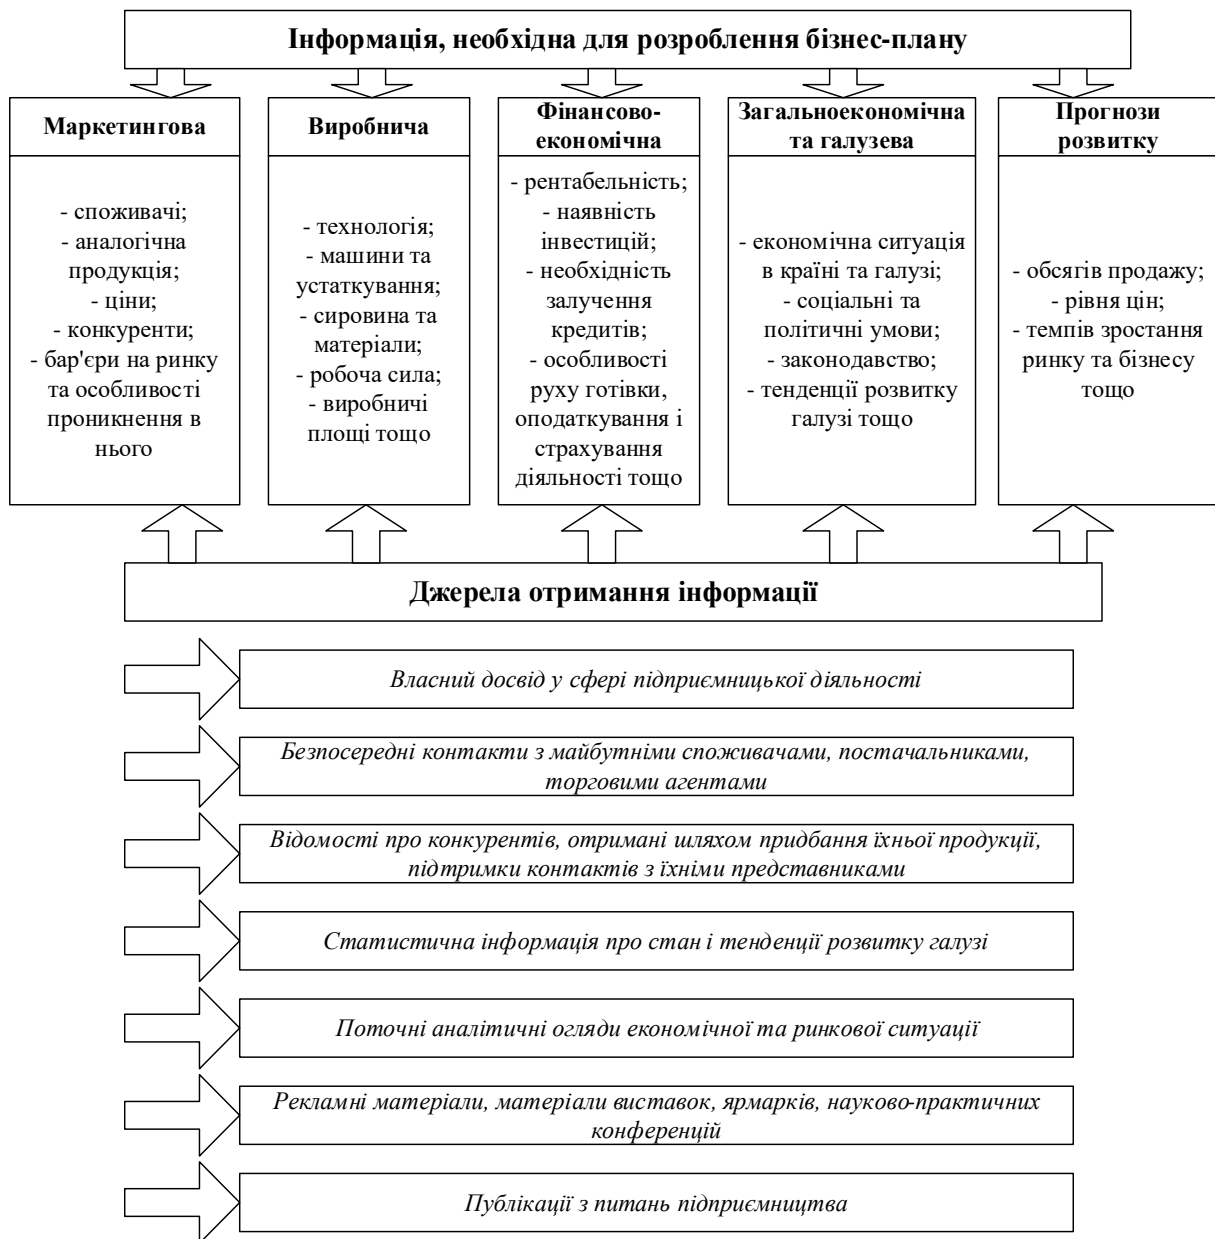 Інформація, необхідна для розроблення бізнес-плану
Маркетингова
- споживачі;
- аналогічна
продукція;
- ціни;
- конкуренти;
- бар'єри на ринку
та особливості
проникнення в
нього
Виробнича
- технологія;
- машини та
устаткування;
- сировина та
матеріали;
- робоча сила;
- виробничі
площі тощо
Фінансово-
економічна
- рентабельність;
- наявність
інвестицій;
- необхідність
залучення
кредитів;
- особливості
руху готівки,
оподаткування і
страхування
діяльності тощо
Загальноекономічна
та галузева
- економічна ситуація
в країні та галузі;
- соціальні та
політичні умови;
- законодавство;
- тенденції розвитку
галузі тощо
Прогнози
розвитку
- обсягів продажу;
- рівня цін;
- темпів зростання
ринку та бізнесу
тощо
Джерела отримання інформації
Власний досвід у сфері підприємницької діяльності
Безпосередні контакти з майбутніми споживачами, постачальниками,
торговими агентами
Відомості про конкурентів, отримані шляхом придбання їхньої продукції,
підтримки контактів з їхніми представниками
Статистична інформація про стан і тенденції розвитку галузі
Поточні аналітичні огляди економічної та ринкової ситуації
Рекламні матеріали, матеріали виставок, ярмарків, науково-практичних
конференцій
Публікації з питань підприємництва